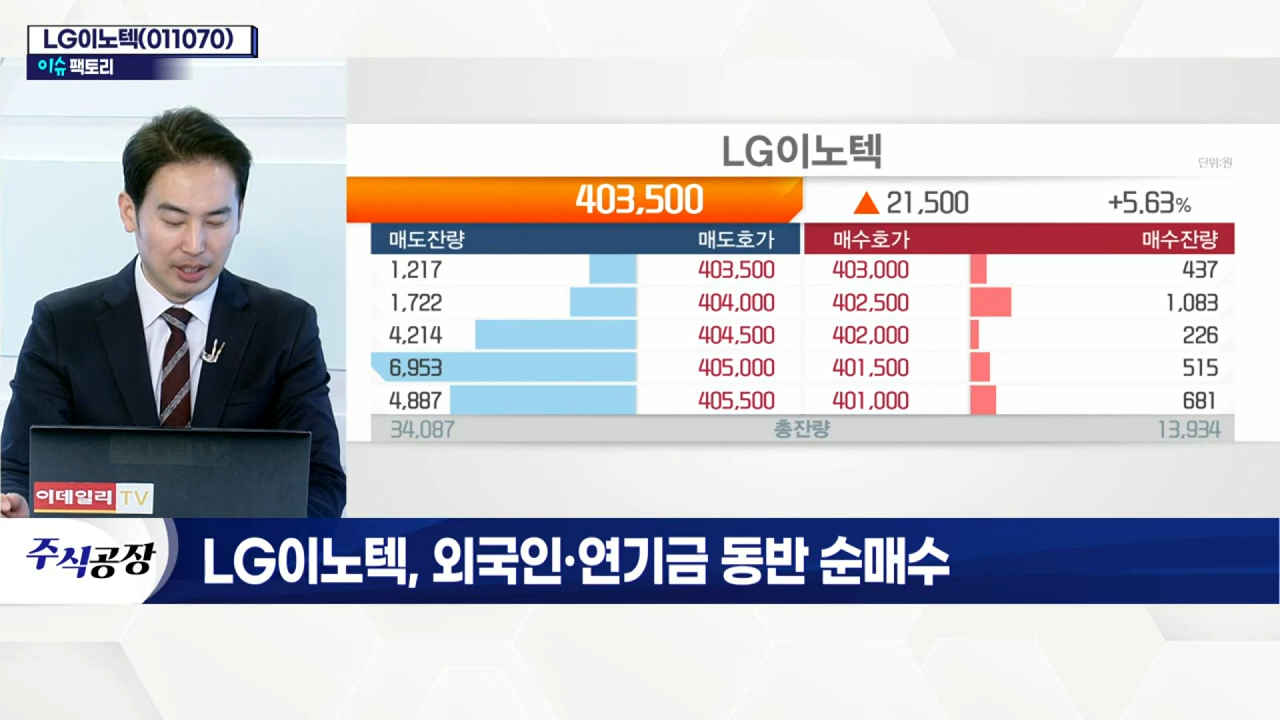 LG이노텍(011070)
이슈 팩토리
LG이노텍
단위:원
403,500 ▲ 21,500 +5.63%
매도잔량 매도호가 매수호가 매수잔량
1,217 403,500 403,000 437
1,722 404,000 402,500 1,083
4,214 404,500 402,000 226
6,953 405,000 401,500 515
4,887 405,500 401,000 681
34,087 총잔량 13,934
이데일리 TV
주식공장
LG이노텍, 외국인·연기금 동반 순매수